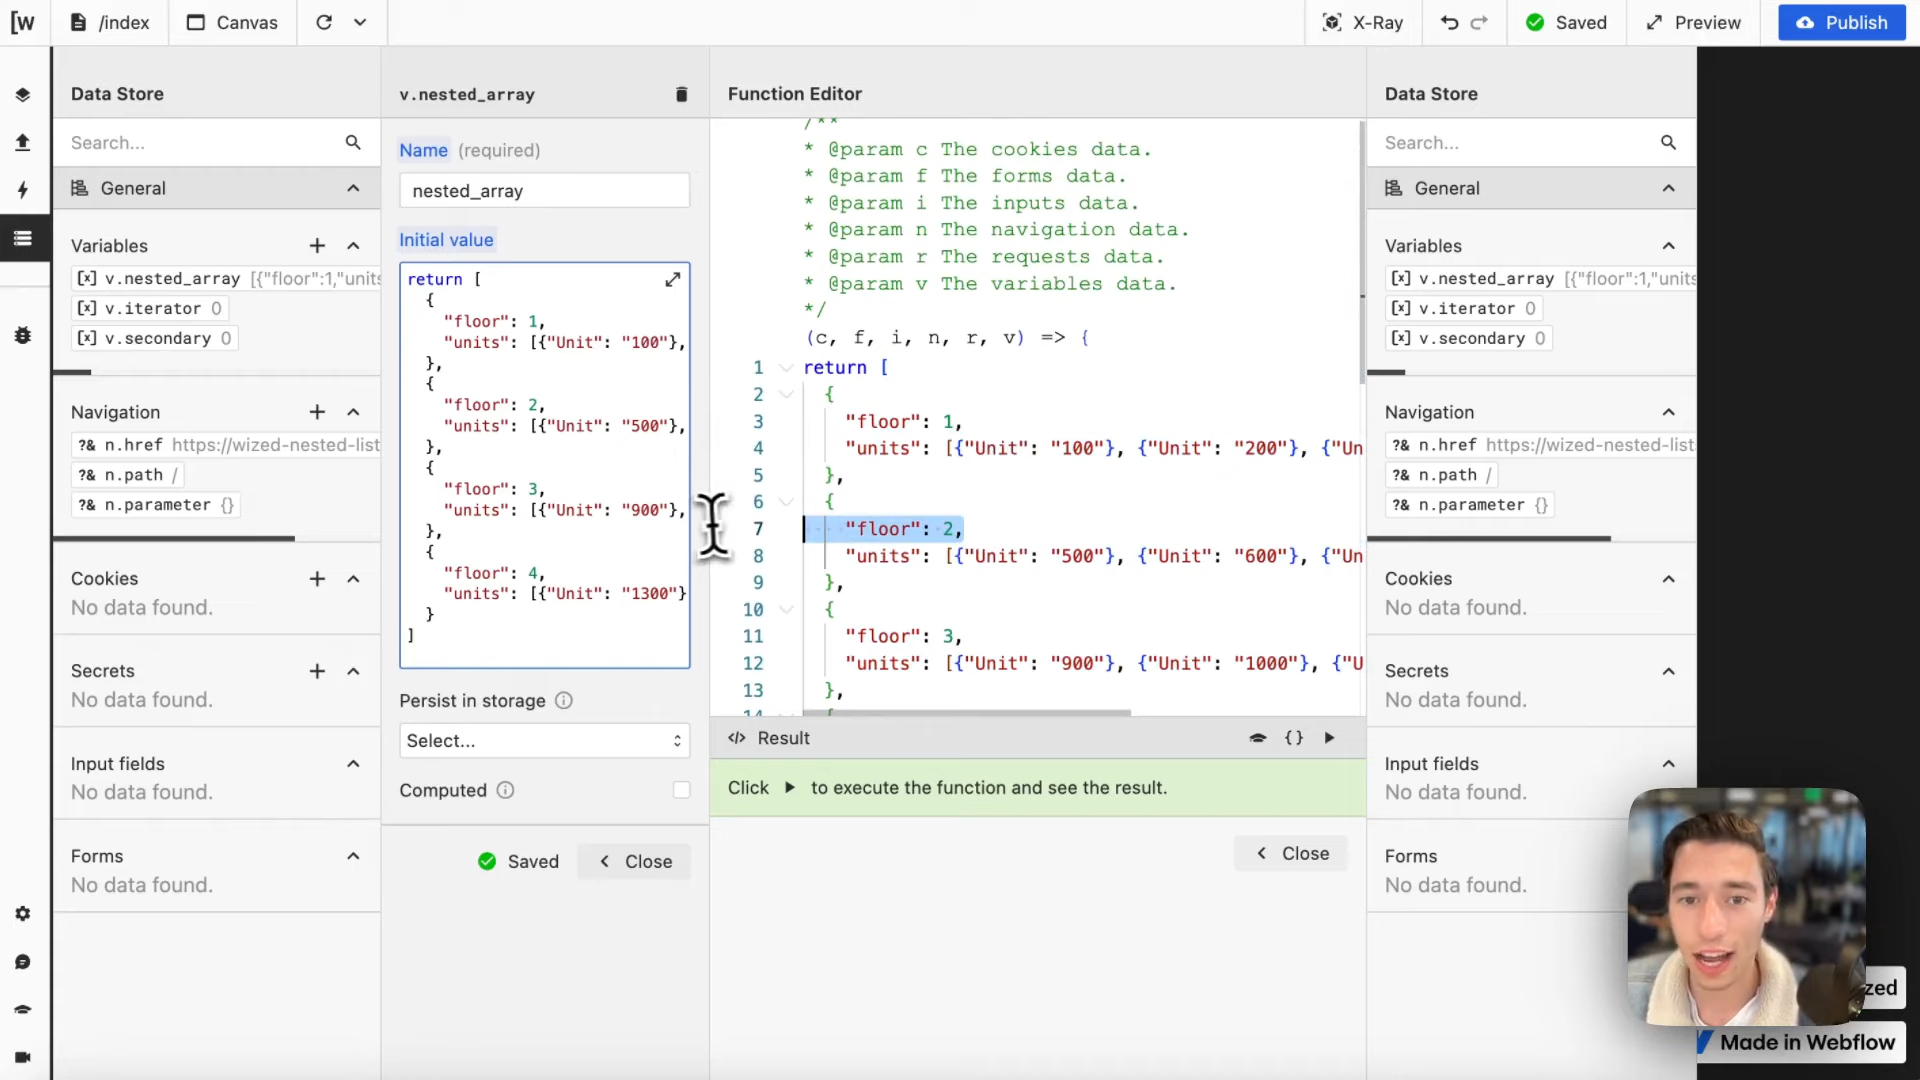 [w
/index
Canvas
X-Ray
Saved
Preview
Publish
Data Store
Search...
General
Variables
[x] v.nested_array [{"floor":1,"units
[x] v.iterator 0
[x] v.secondary 0
Navigation
?& n.href https://wized-nested-list
?& n.path /
?& n.parameter {}
Cookies
No data found.
Secrets
No data found.
Input fields
No data found.
Forms
No data found.
v.nested_array
Name (required)
nested_array
Initial value
return [
{
"floor": 1,
"units": [{"Unit": "100"},
},
{
"floor": 2,
"units": [{"Unit": "500"},
},
{
"floor": 3,
"units": [{"Unit": "900"},
},
{
"floor": 4,
"units": [{"Unit": "1300"}
}
]
Persist in storage
Select...
Computed
Saved
Close
Function Editor
/**
* @param c The cookies data.
* @param f The forms data.
* @param i The inputs data.
* @param n The navigation data.
* @param r The requests data.
* @param v The variables data.
*/
(c, f, i, n, r, v) => {
1 return [
2 {
3 "floor": 1,
4 "units": [{"Unit": "100"}, {"Unit": "200"}, {"Un
5 },
6 {
7 "floor": 2,
8 "units": [{"Unit": "500"}, {"Unit": "600"}, {"Un
9 },
10 {
11 "floor": 3,
12 "units": [{"Unit": "900"}, {"Unit": "1000"}, {"U
13 },
14 {
</> Result
{}
Click ▶ to execute the function and see the result.
Close
Data Store
Search...
General
Variables
[x] v.nested_array [{"floor":1,"units
[x] v.iterator 0
[x] v.secondary 0
Navigation
?& n.href https://wized-nested-list
?& n.path /
?& n.parameter {}
Cookies
No data found.
Secrets
No data found.
Input fields
No data found.
Forms
No data found.
zed
Made in Webflow